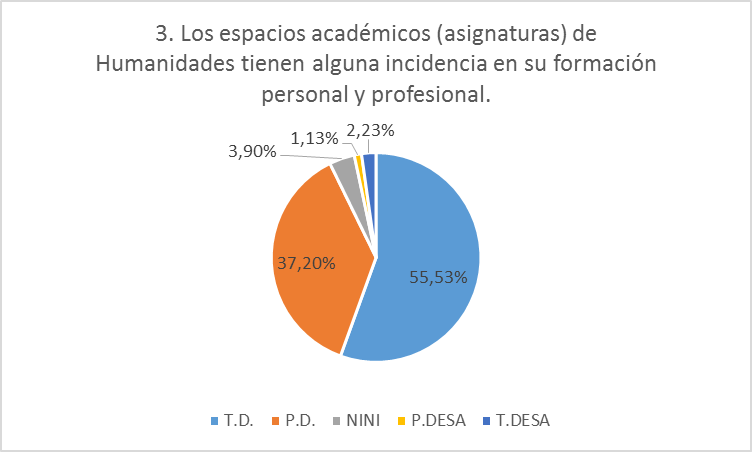 3. Los espacios académicos (asignaturas) de
Humanidades tienen alguna incidencia en su formación
personal y profesional.
2,23%
1,13%
3,90%
37,20%
55,53%
T.D. P.D. NINI P.DESA T.DESA